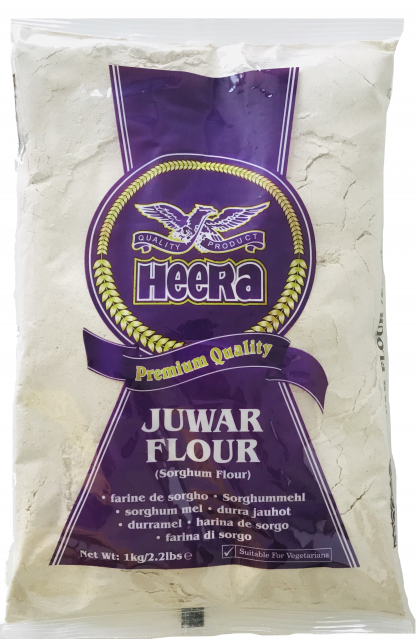 QUALITY PRODUCT
HEERA
Premium Quality
JUWAR
FLOUR
(Sorghum Flour)
• farine de sorgho • Sorghummehl
• sorghum mel • durra jauhot
• durramel • harina de sorgo
• farina di sorgo
Net Wt: 1kg/2.2lbs ℮
✓ Suitable For Vegetarians
FLOUR